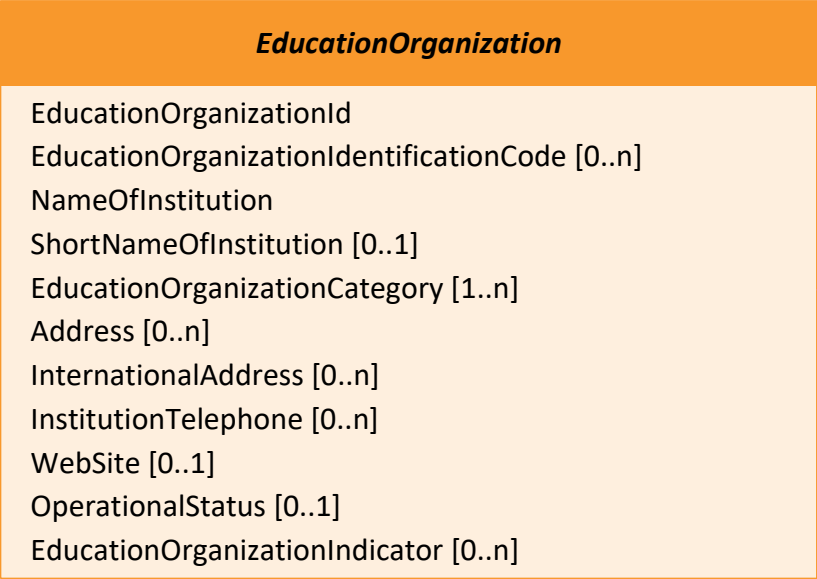 EducationOrganization
EducationOrganizationId
EducationOrganizationIdentificationCode [0..n]
NameOfInstitution
ShortNameOfInstitution [0..1]
EducationOrganizationCategory [1..n]
Address [0..n]
InternationalAddress [0..n]
InstitutionTelephone [0..n]
WebSite [0..1]
OperationalStatus [0..1]
EducationOrganizationIndicator [0..n]